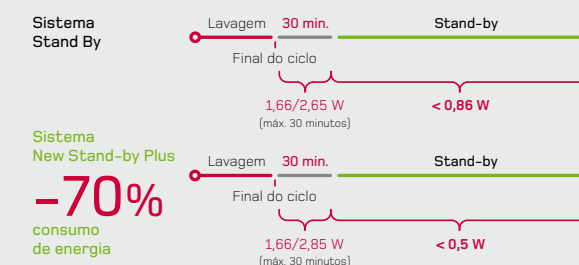 Sistema
Stand By
Lavagem 30 min. Stand-by
Final do ciclo
1,66/2,65 W < 0,86 W
(máx. 30 minutos)
Sistema
New Stand-by Plus
-70%
consumo
de energia
Lavagem 30 min. Stand-by
Final do ciclo
1,66/2,85 W < 0,5 W
(máx. 30 minutos)